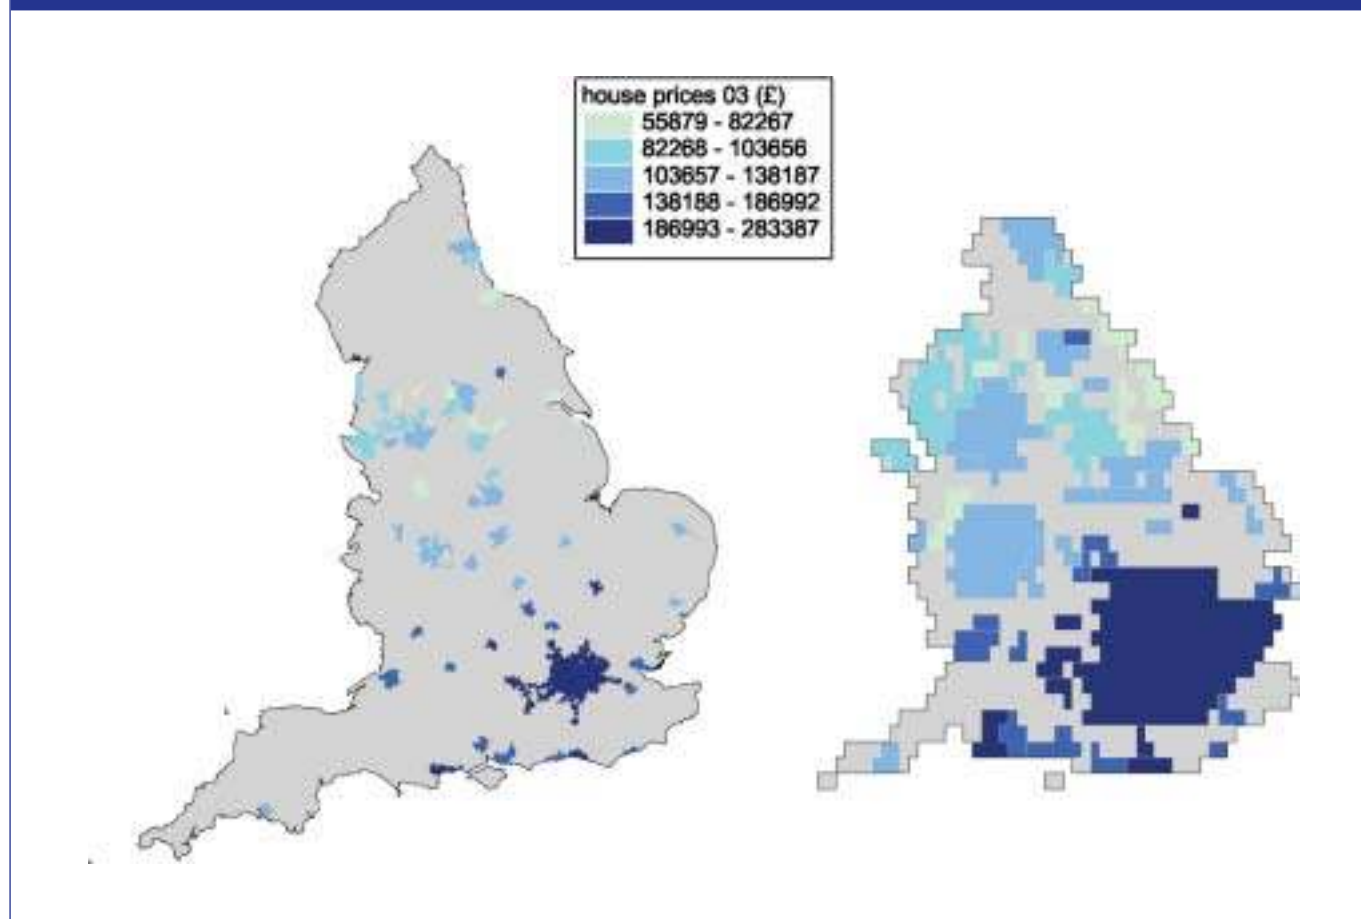 house prices 03 (£)
55879 - 82267
82268 - 103656
103657 - 138187
138188 - 186992
186993 - 283387